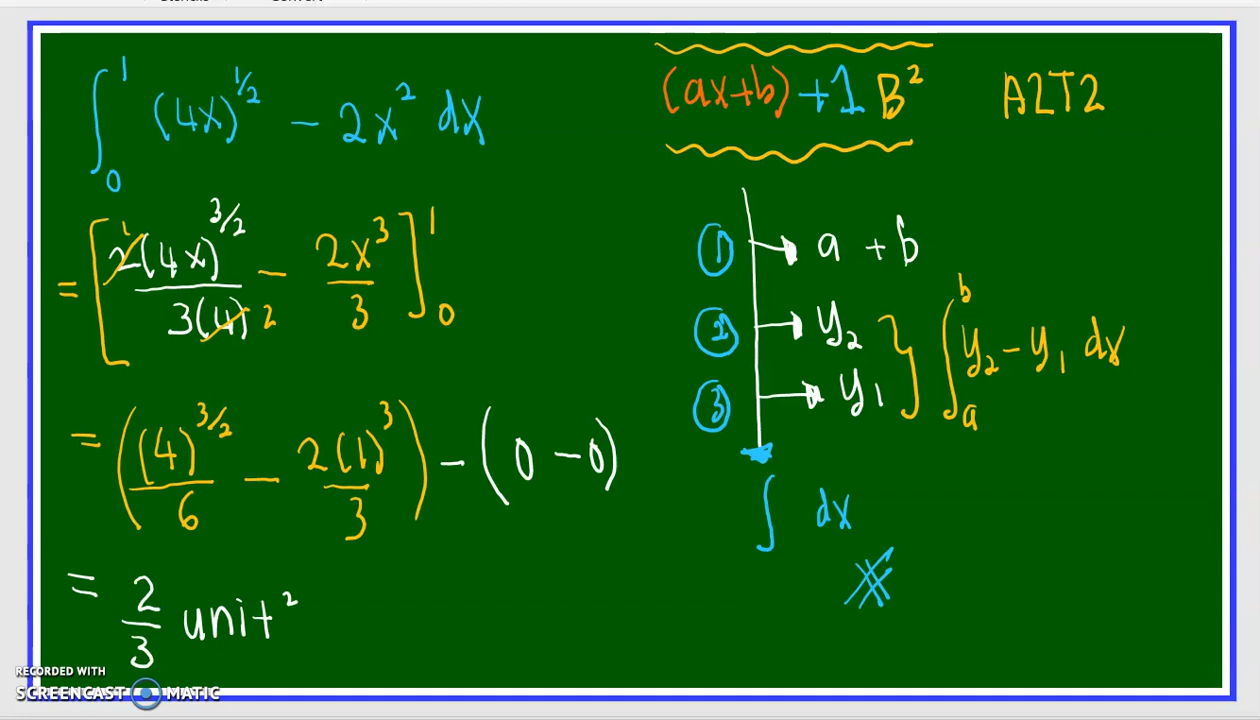 ∫₀¹ (4x)^{1/2} − 2x² dx
= [ 2(4x)^{3/2} / 3(4) − 2x³ / 3 ]₀¹
1
2
= ( (4)^{3/2} / 6 − 2(1)³ / 3 ) − (0 − 0)
= 2/3 unit²
(ax+b) +1 B²
A2T2
① a + b
② y₂
③ y₁
} ∫ₐᵇ y₂ − y₁ dx
∫ dx
RECORDED WITH
SCREENCAST MATIC